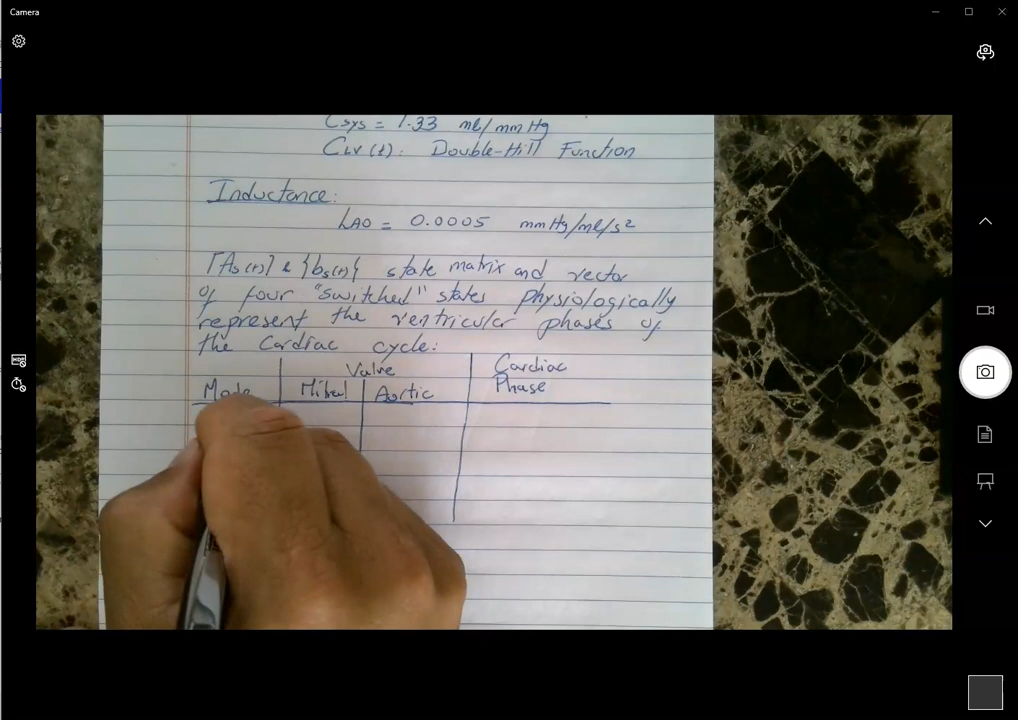 Camera
Csys = 1.33 ml/mmHg
CLV(t): Double-Hill Function
Inductance:
LAO = 0.0005 mmHg/ml/s²
[As(t)] & {bs(t)} state matrix and vector
of four "switched" states physiologically
represent the ventricular phases of
the Cardiac cycle:
Valve Cardiac
Mode Mitral Aortic Phase